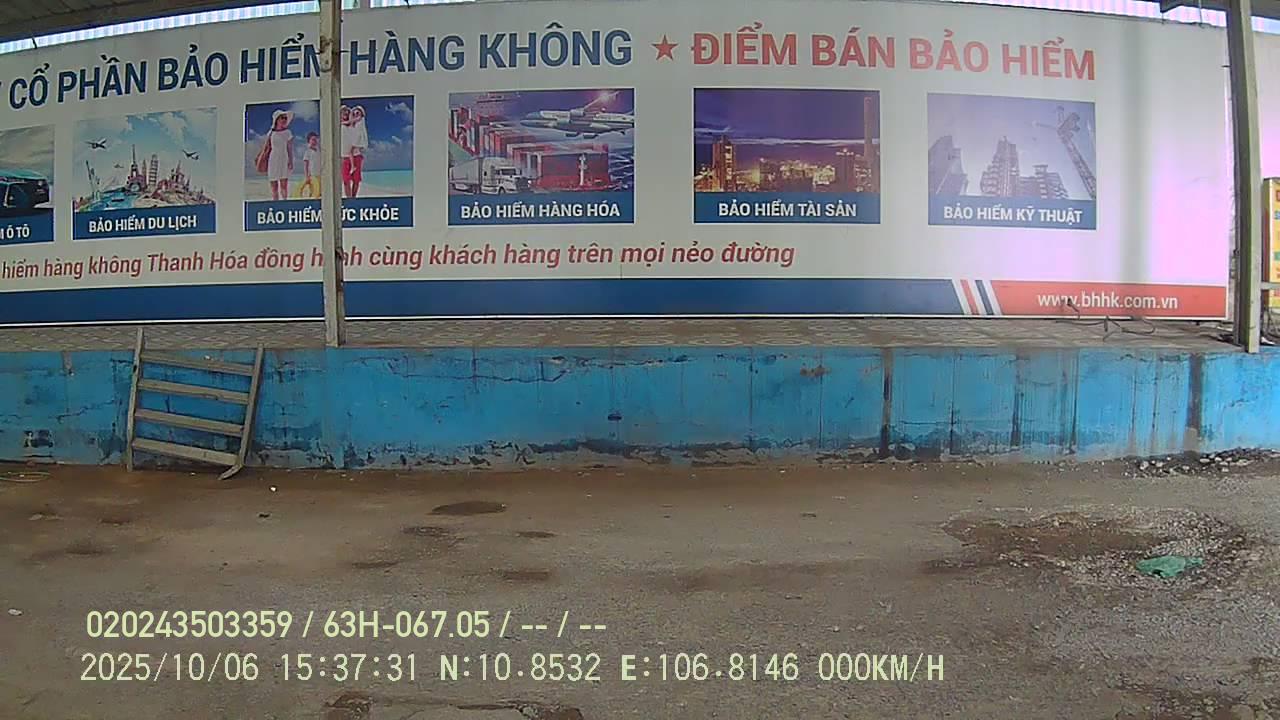 CỔ PHẦN BẢO HIỂM HÀNG KHÔNG ★ ĐIỂM BÁN BẢO HIỂM
Ô TÔ
BẢO HIỂM DU LỊCH
BẢO HIỂM ỨC KHỎE
BẢO HIỂM HÀNG HÓA
BẢO HIỂM TÀI SẢN
BẢO HIỂM KỸ THUẬT
hiểm hàng không Thanh Hóa đồng hành cùng khách hàng trên mọi nẻo đường
www.bhhk.com.vn
020243503359 / 63H-067.05 / -- / --
2025/10/06 15:37:31 N:10.8532 E:106.8146 000KM/H